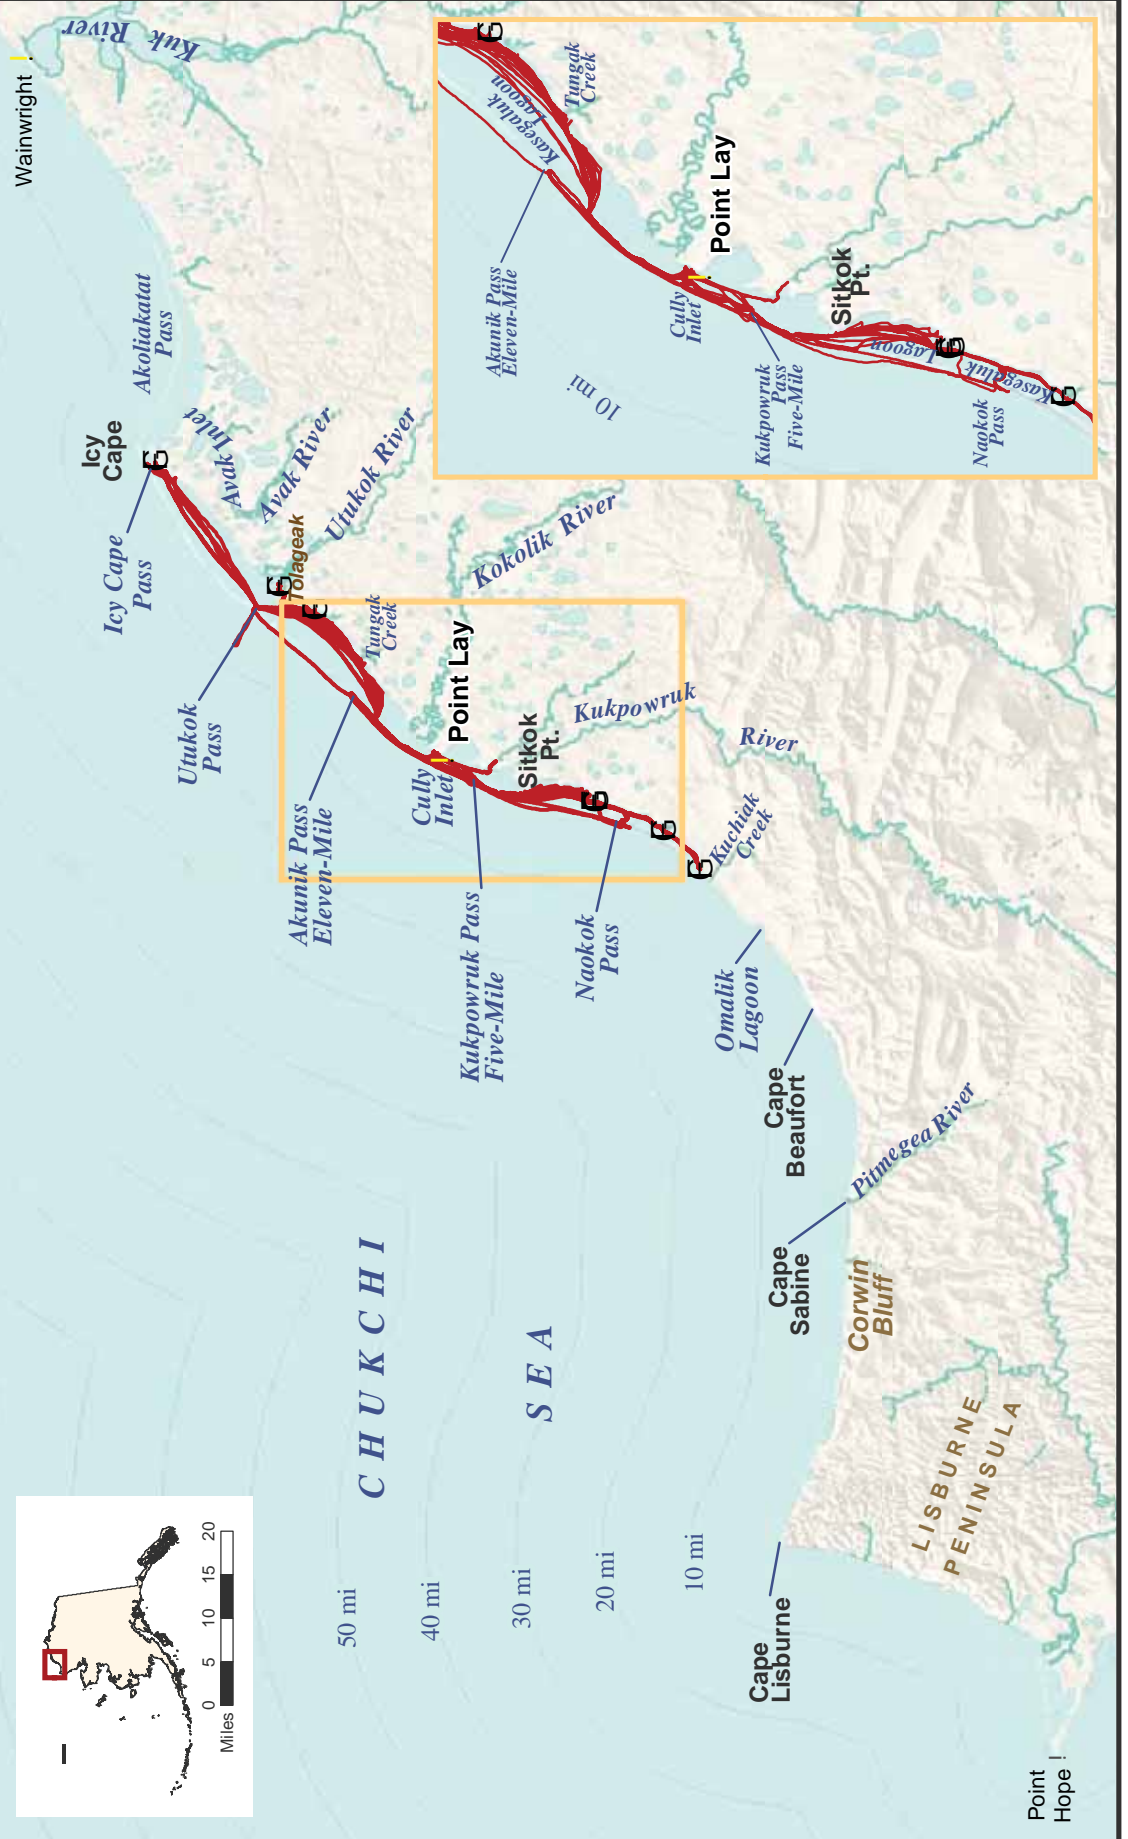 Wainwright
Kuk River
Akoliakatat
Pass
Icy
Cape
Icy Cape
Pass
Avak Inlet
Avak River
Utukok River
Tolageak
Utukok
Pass
Tungak
Creek
Kokolik River
Point Lay
Akunik Pass
Eleven-Mile
Cully
Inlet
Sitkok
Pt.
Kukpowruk
River
Kukpowruk Pass
Five-Mile
Naokok
Pass
Kuchiak
Creek
Omalik
Lagoon
Cape
Beaufort
Pitmegea River
Cape
Sabine
Corwin
Bluff
CHUKCHI
SEA
LISBURNE
PENINSULA
Cape
Lisburne
Point
Hope !
50 mi
40 mi
30 mi
20 mi
10 mi
0 5 10 15 20
Miles
Kasegaluk
Lagoon
Tungak
Creek
Akunik Pass
Eleven-Mile
Point Lay
Cully
Inlet
10 mi
Sitkok
Pt.
Kukpowruk
Pass
Five-Mile
Kasegaluk
Lagoon
Naokok
Pass